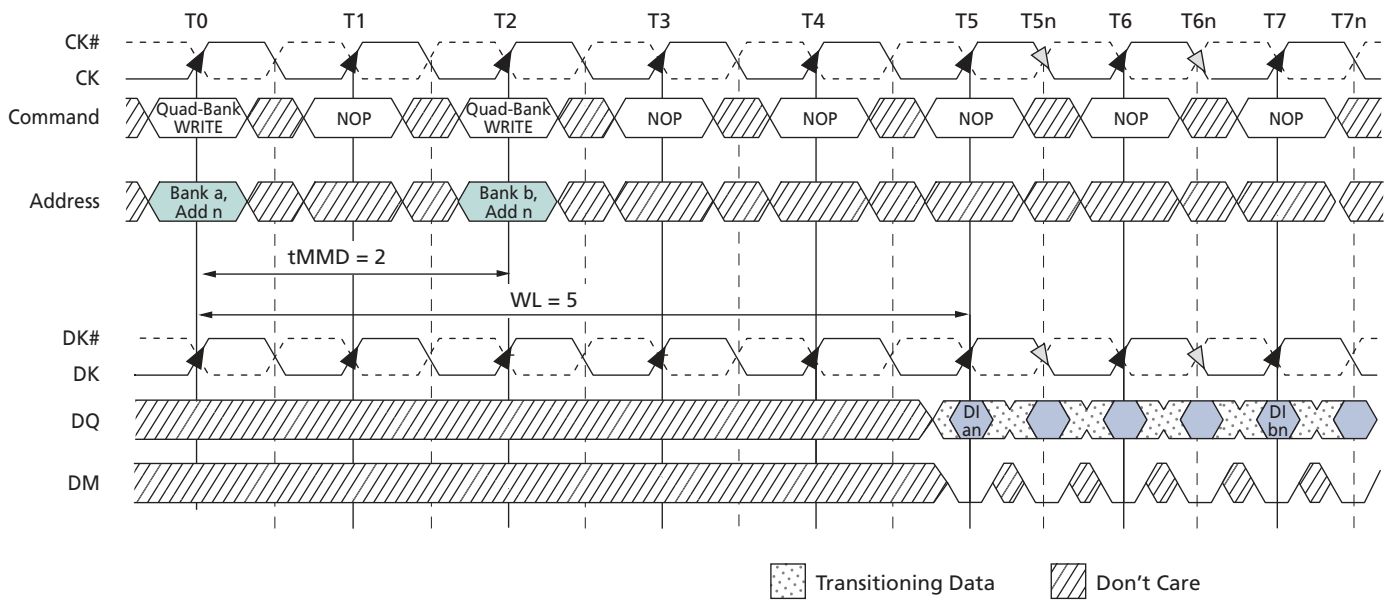 T0 T1 T2 T3 T4 T5 T5n T6 T6n T7 T7n
CK#
CK
Command
Quad-Bank
WRITE
NOP
Quad-Bank
WRITE
NOP
NOP
NOP
NOP
NOP
Address
Bank a,
Add n
Bank b,
Add n
tMMD = 2
WL = 5
DK#
DK
DQ
DI
an
DI
bn
DM
Transitioning Data
Don't Care